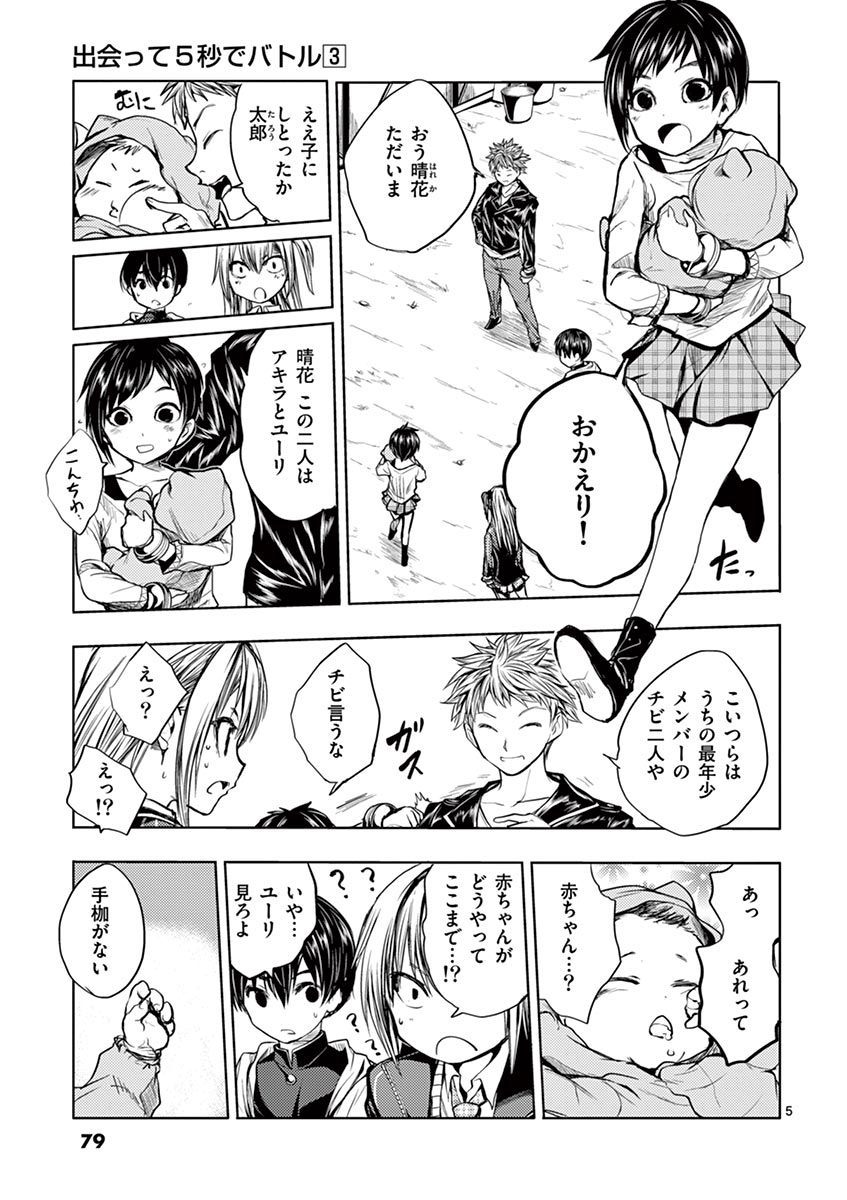 出会って5秒でバトル3
おかえり！
たっ
おう晴花
はれか
ただいま
ええ子に
しとったか
太郎
たろう
むに
晴花 この二人は
アキラとユーリ
こんちわ…
こいつらは
うちの最年少
メンバーの
チビ二人や
チビ言うな
ガス
えっ？
えっ!?
あっ
あれって
赤ちゃん…？
赤ちゃんが
どうやって
ここまで…!?
？？？
いや…
ユーリ
見ろよ
？？
手枷がない
5
79